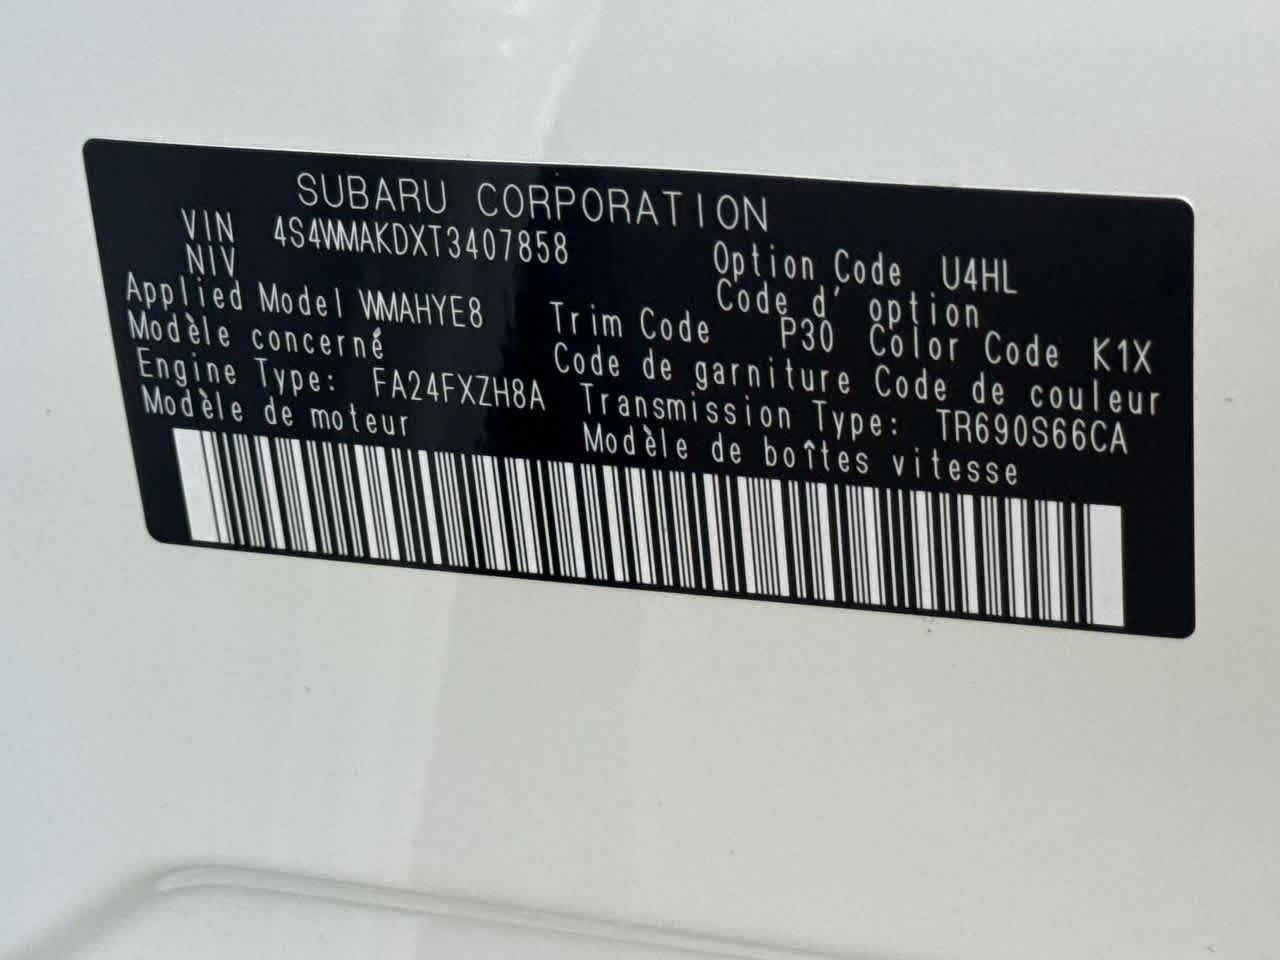 SUBARU CORPORATION
VIN 4S4WMAKDXT3407858
NIV
Option Code U4HL
Code d' option
Applied Model WMAHYE8
Modèle concerné
Trim Code P30 Color Code K1X
Code de garniture Code de couleur
Engine Type: FA24FXZH8A
Modèle de moteur
Transmission Type: TR690S66CA
Modèle de boîtes vitesse